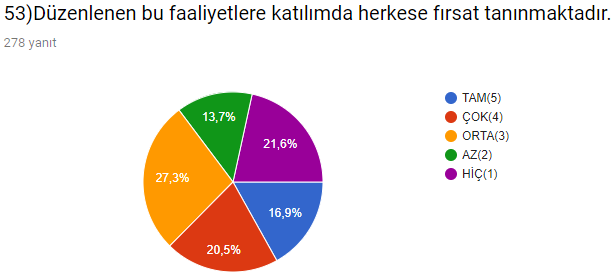 53)Düzenlenen bu faaliyetlere katılımda herkese fırsat tanınmaktadır.
278 yanıt
TAM(5)
ÇOK(4)
ORTA(3)
AZ(2)
HİÇ(1)
13,7%
21,6%
27,3%
16,9%
20,5%